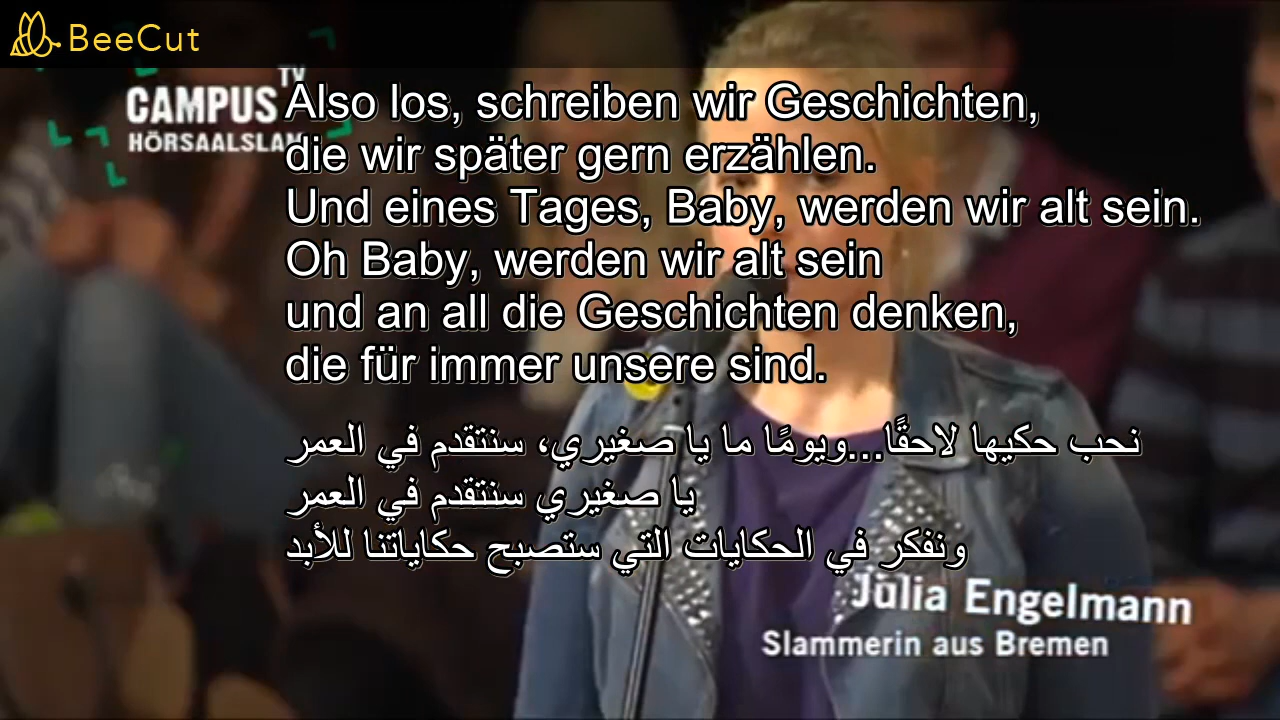 BeeCut
TV
CAMPUS
HÖRSAALSLAM
Also los, schreiben wir Geschichten,
die wir später gern erzählen.
Und eines Tages, Baby, werden wir alt sein.
Oh Baby, werden wir alt sein
und an all die Geschichten denken,
die für immer unsere sind.
نحب حكيها لاحقًا...ويومًا ما يا صغيري، سنتقدم في العمر
يا صغيري سنتقدم في العمر
ونفكر في الحكايات التي ستصبح حكاياتنا للأبد
Julia Engelmann
Slammerin aus Bremen